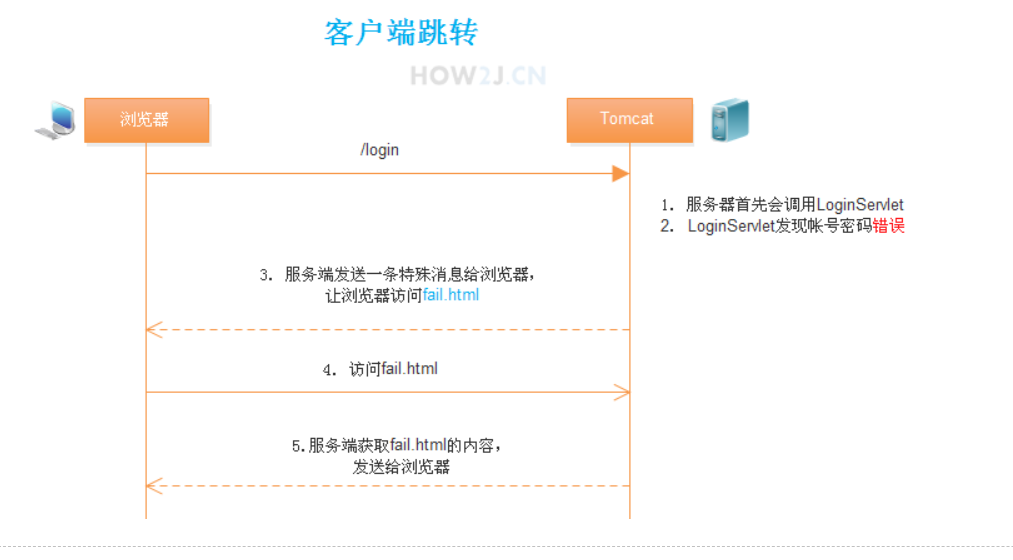 客户端跳转
HOW2J.CN
浏览器
Tomcat
/login
1. 服务器首先会调用LoginServlet
2. LoginServlet发现帐号密码错误
3. 服务端发送一条特殊消息给浏览器，
让浏览器访问fail.html
4. 访问fail.html
5.服务端获取fail.html的内容，
发送给浏览器